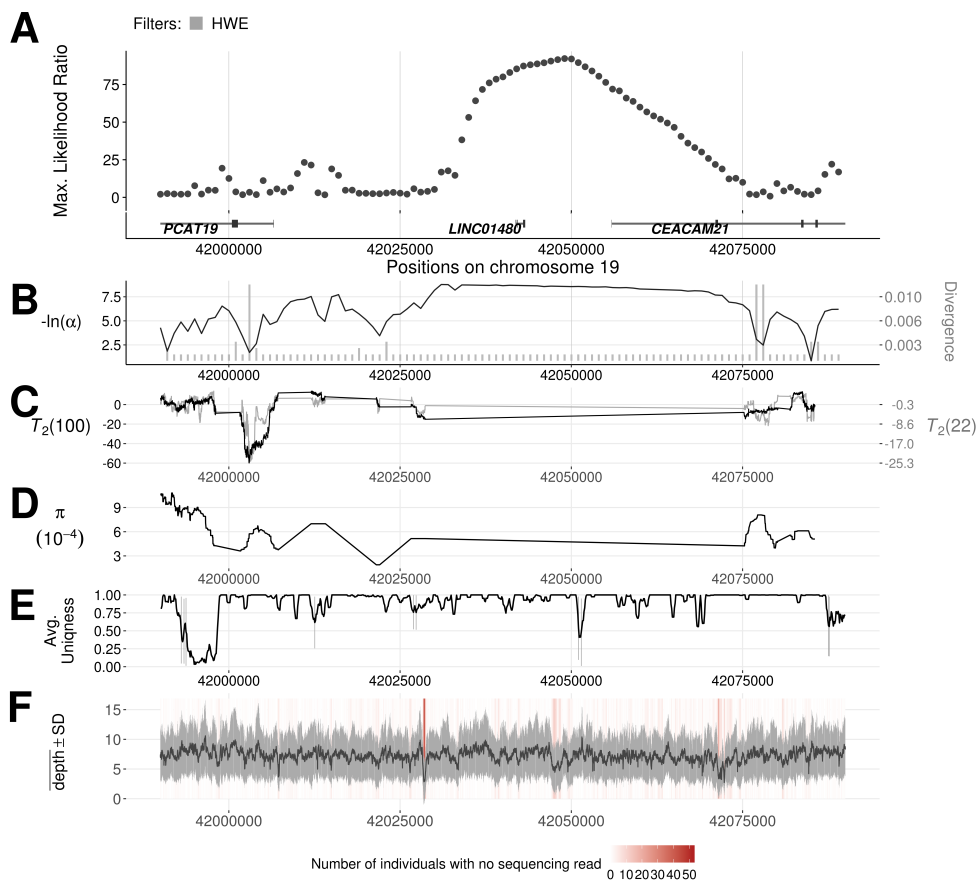 A
Filters: HWE
Max. Likelihood Ratio
75
50
25
0
PCAT19 LINC01480 CEACAM21
42000000 42025000 42050000 42075000
Positions on chromosome 19
B
-ln(α)
7.5
5.0
2.5
0.010
0.006
0.003
Divergence
42000000 42025000 42050000 42075000
C
T₂(100)
0
-20
-40
-60
-0.3
-8.6
-17.0
-25.3
T₂(22)
42000000 42025000 42050000 42075000
D
π
(10⁻⁴)
9
6
3
42000000 42025000 42050000 42075000
E
Avg.
Uniqness
1.00
0.75
0.50
0.25
0.00
42000000 42025000 42050000 42075000
F
depth ± SD
15
10
5
0
42000000 42025000 42050000 42075000
Number of individuals with no sequencing read
0 10 20 30 40 50